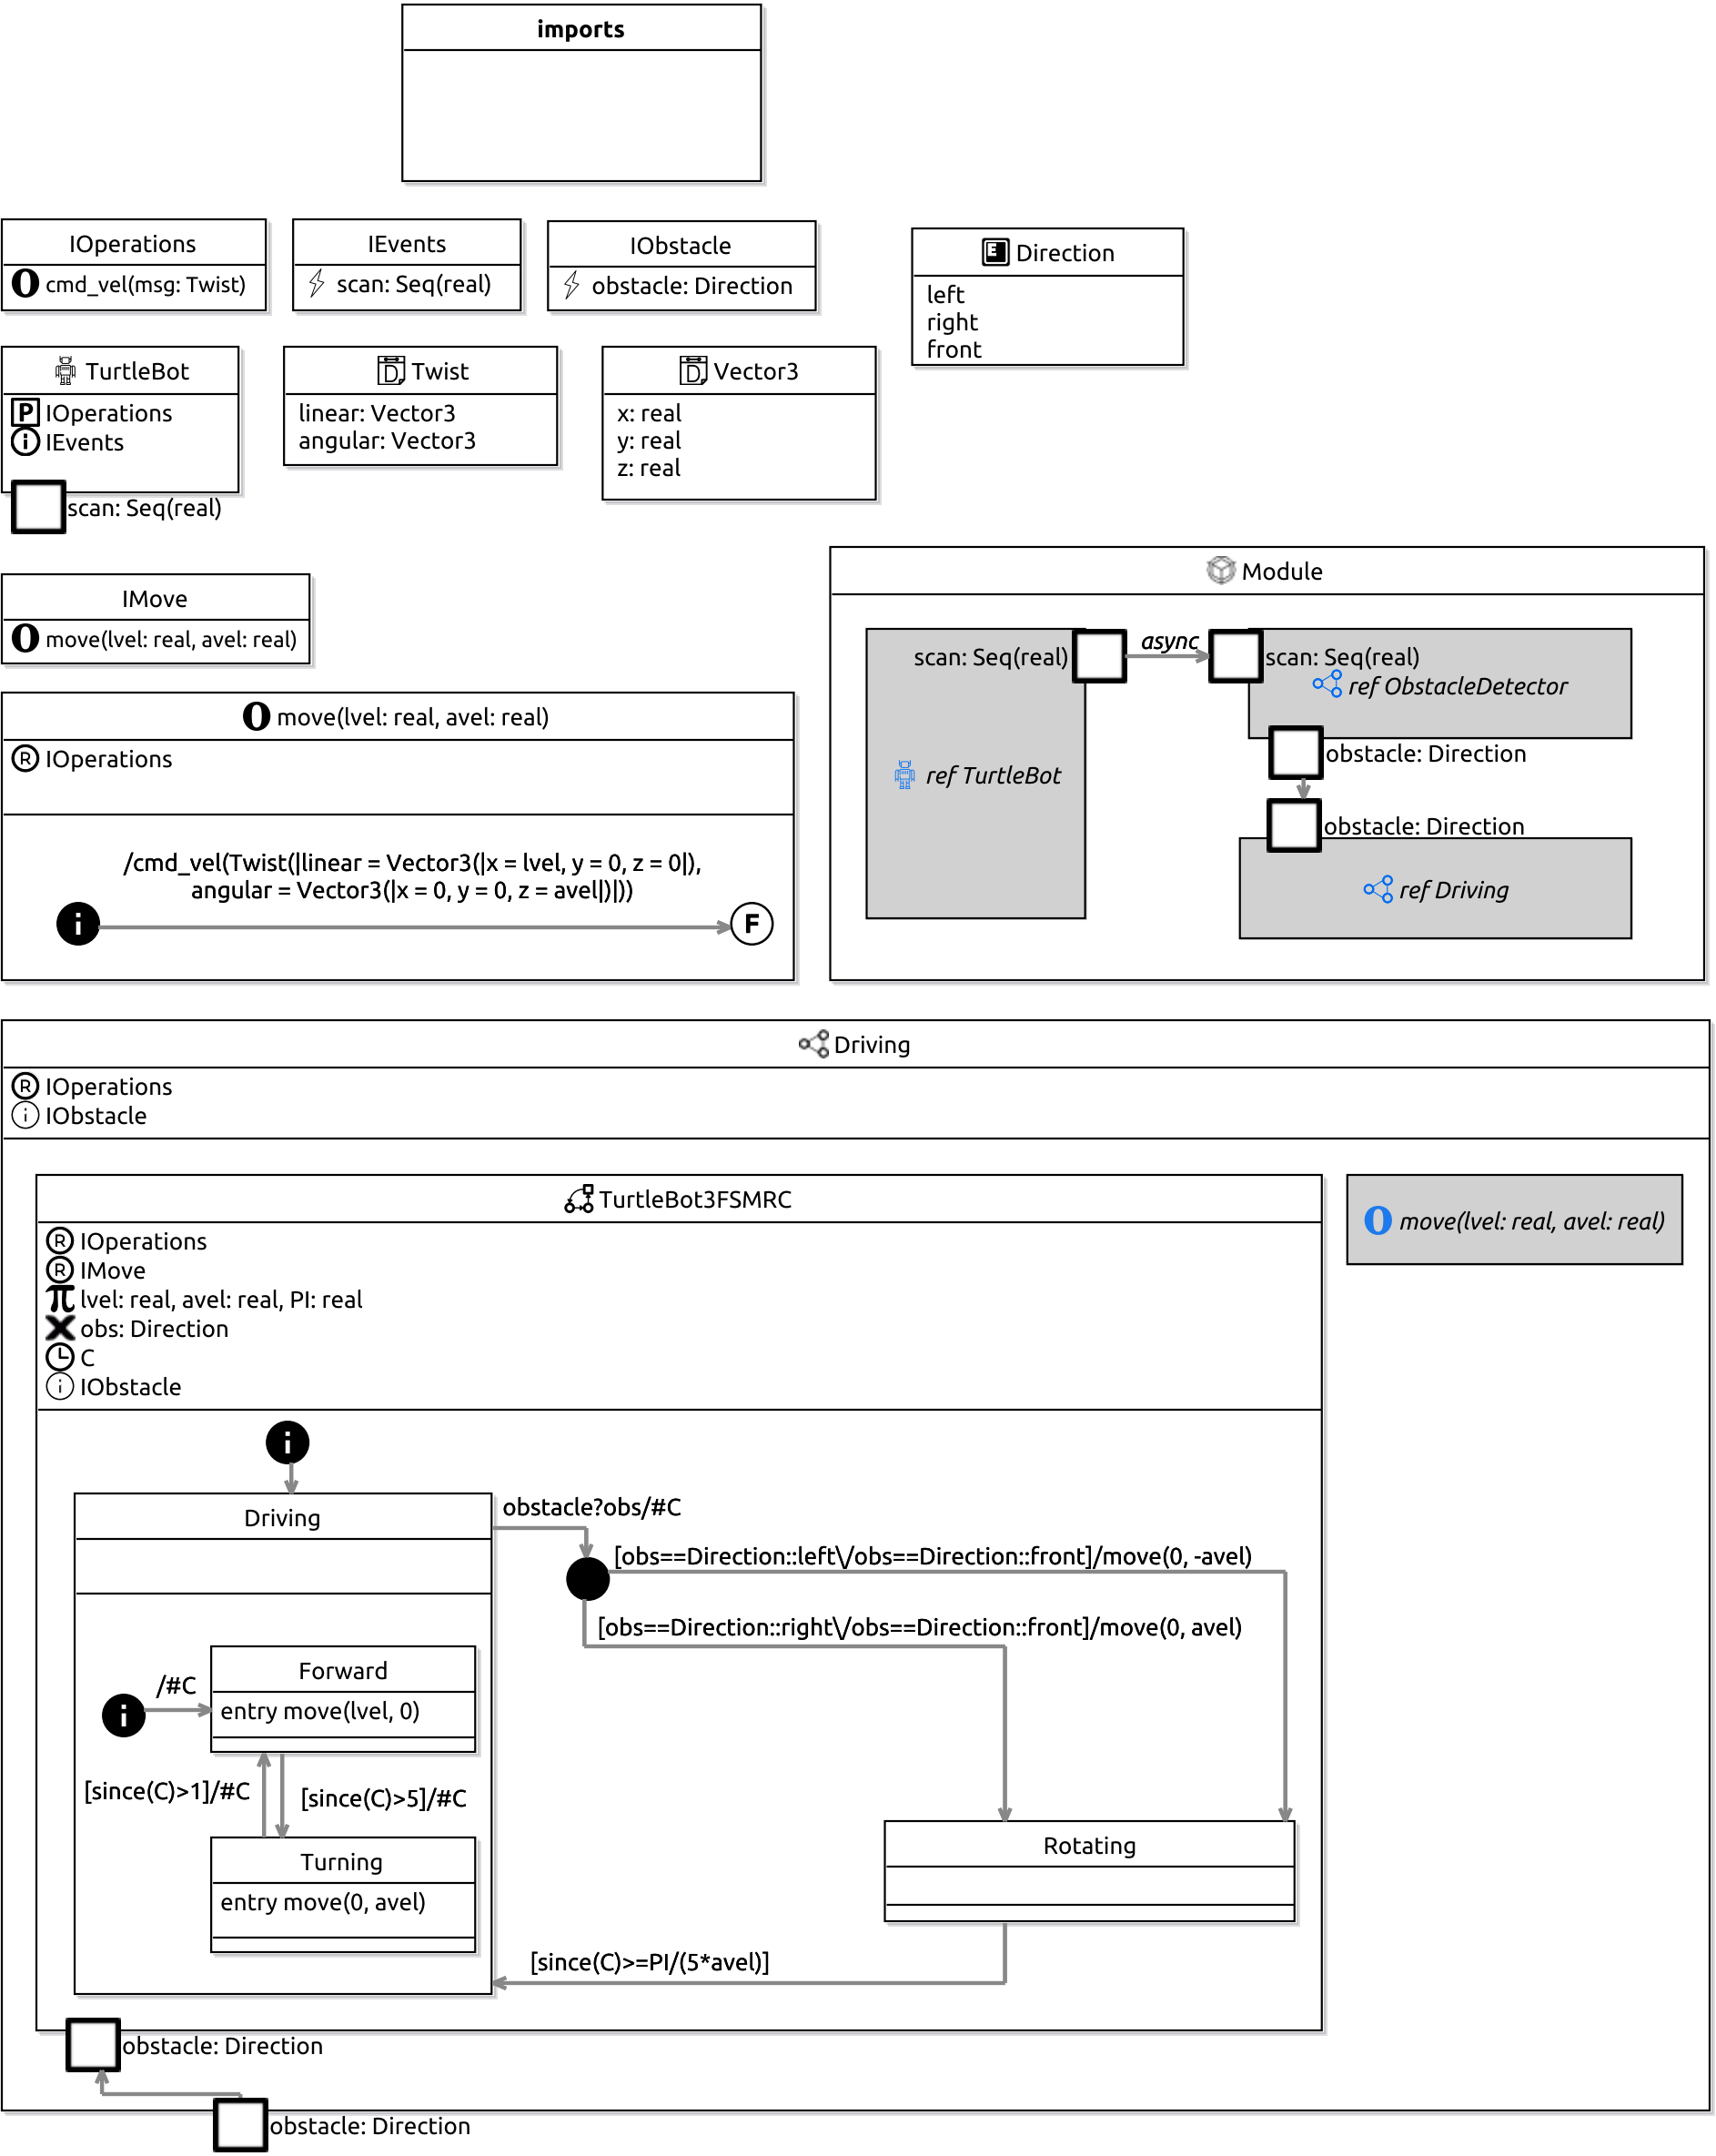 imports
IOperations
O cmd_vel(msg: Twist)
IEvents
scan: Seq(real)
IObstacle
obstacle: Direction
E Direction
left
right
front
TurtleBot
P IOperations
i IEvents
scan: Seq(real)
D Twist
linear: Vector3
angular: Vector3
D Vector3
x: real
y: real
z: real
IMove
O move(lvel: real, avel: real)
O move(lvel: real, avel: real)
R IOperations
/cmd_vel(Twist(|linear = Vector3(|x = lvel, y = 0, z = 0|),
angular = Vector3(|x = 0, y = 0, z = avel|)|))
i
F
Module
scan: Seq(real)
async
scan: Seq(real)
ref ObstacleDetector
obstacle: Direction
ref TurtleBot
obstacle: Direction
ref Driving
Driving
R IOperations
i IObstacle
TurtleBot3FSMRC
R IOperations
R IMove
π lvel: real, avel: real, PI: real
X obs: Direction
C
i IObstacle
O move(lvel: real, avel: real)
i
Driving
obstacle?obs/#C
[obs==Direction::left\/obs==Direction::front]/move(0, -avel)
[obs==Direction::right\/obs==Direction::front]/move(0, avel)
i
/#C
Forward
entry move(lvel, 0)
[since(C)>1]/#C
[since(C)>5]/#C
Turning
entry move(0, avel)
Rotating
[since(C)>=PI/(5*avel)]
obstacle: Direction
obstacle: Direction